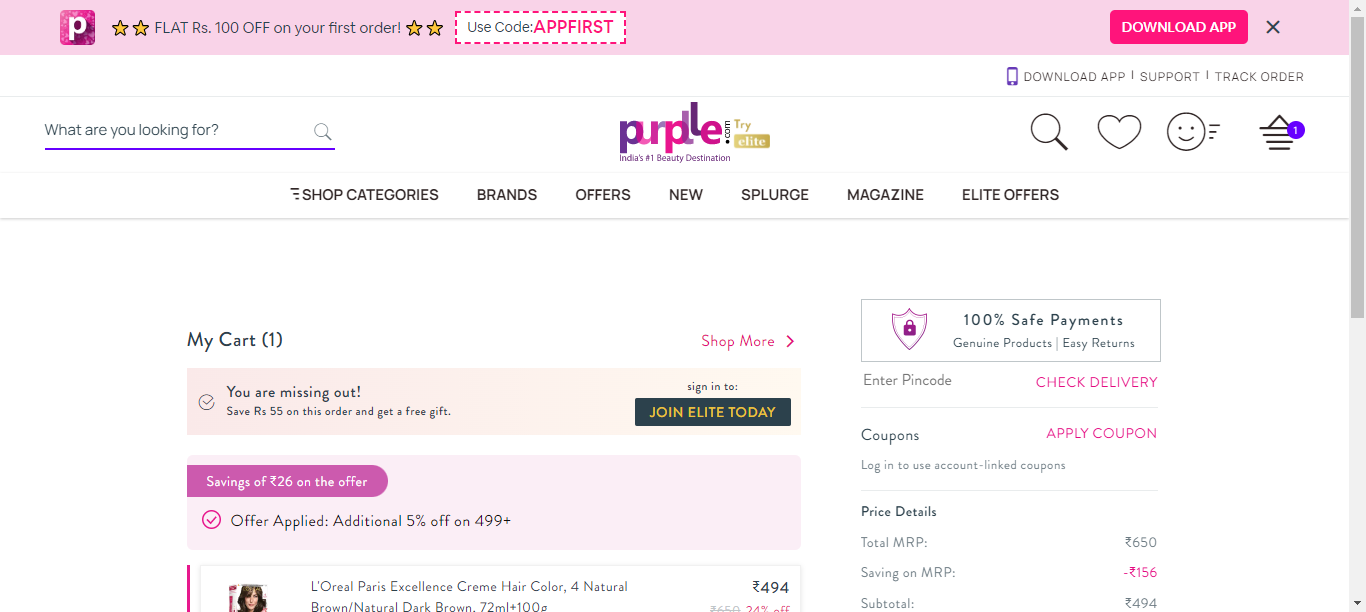 p FLAT Rs. 100 OFF on your first order! Use Code:APPFIRST DOWNLOAD APP
DOWNLOAD APP | SUPPORT | TRACK ORDER
What are you looking for?
purplle.com Try elite
India's #1 Beauty Destination
1
SHOP CATEGORIES BRANDS OFFERS NEW SPLURGE MAGAZINE ELITE OFFERS
My Cart (1) Shop More
You are missing out!
Save Rs 55 on this order and get a free gift.
sign in to:
JOIN ELITE TODAY
Savings of ₹26 on the offer
Offer Applied: Additional 5% off on 499+
L'Oreal Paris Excellence Creme Hair Color, 4 Natural
Brown/Natural Dark Brown, 72ml+100g
₹494
₹650 24% off
100% Safe Payments
Genuine Products | Easy Returns
Enter Pincode CHECK DELIVERY
Coupons APPLY COUPON
Log in to use account-linked coupons
Price Details
Total MRP: ₹650
Saving on MRP: -₹156
Subtotal: ₹494